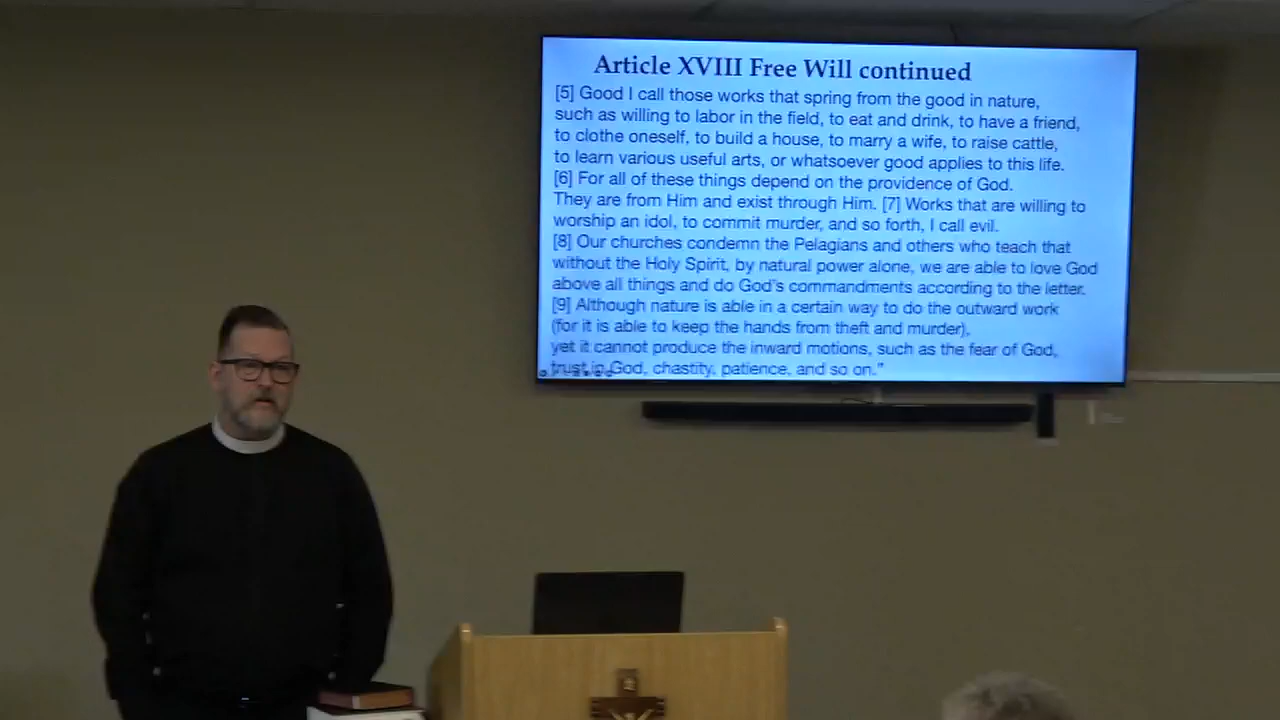 Article XVIII Free Will continued
[5] Good I call those works that spring from the good in nature,
such as willing to labor in the field, to eat and drink, to have a friend,
to clothe oneself, to build a house, to marry a wife, to raise cattle,
to learn various useful arts, or whatsoever good applies to this life.
[6] For all of these things depend on the providence of God.
They are from Him and exist through Him. [7] Works that are willing to
worship an idol, to commit murder, and so forth, I call evil.
[8] Our churches condemn the Pelagians and others who teach that
without the Holy Spirit, by natural power alone, we are able to love God
above all things and do God's commandments according to the letter.
[9] Although nature is able in a certain way to do the outward work
(for it is able to keep the hands from theft and murder),
yet it cannot produce the inward motions, such as the fear of God,
trust in God, chastity, patience, and so on."